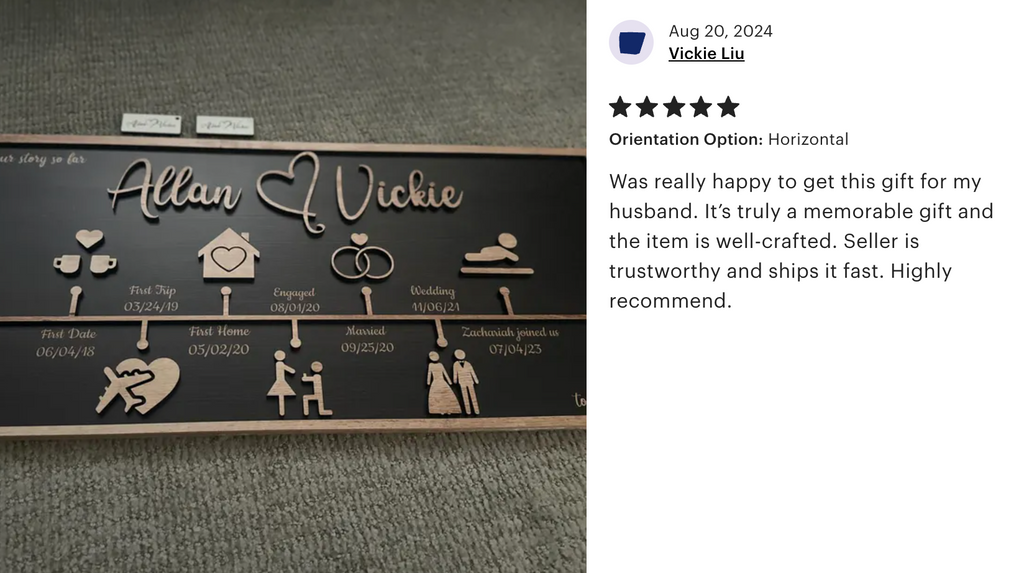 ur story so far
Allan Vickie
First Trip
03/24/19
Engaged
08/01/20
Wedding
11/06/21
First Date
06/04/18
First Home
05/02/20
Married
09/25/20
Zachariah joined us
07/04/23
to
Aug 20, 2024
Vickie Liu
Orientation Option: Horizontal
Was really happy to get this gift for my
husband. It’s truly a memorable gift and
the item is well-crafted. Seller is
trustworthy and ships it fast. Highly
recommend.